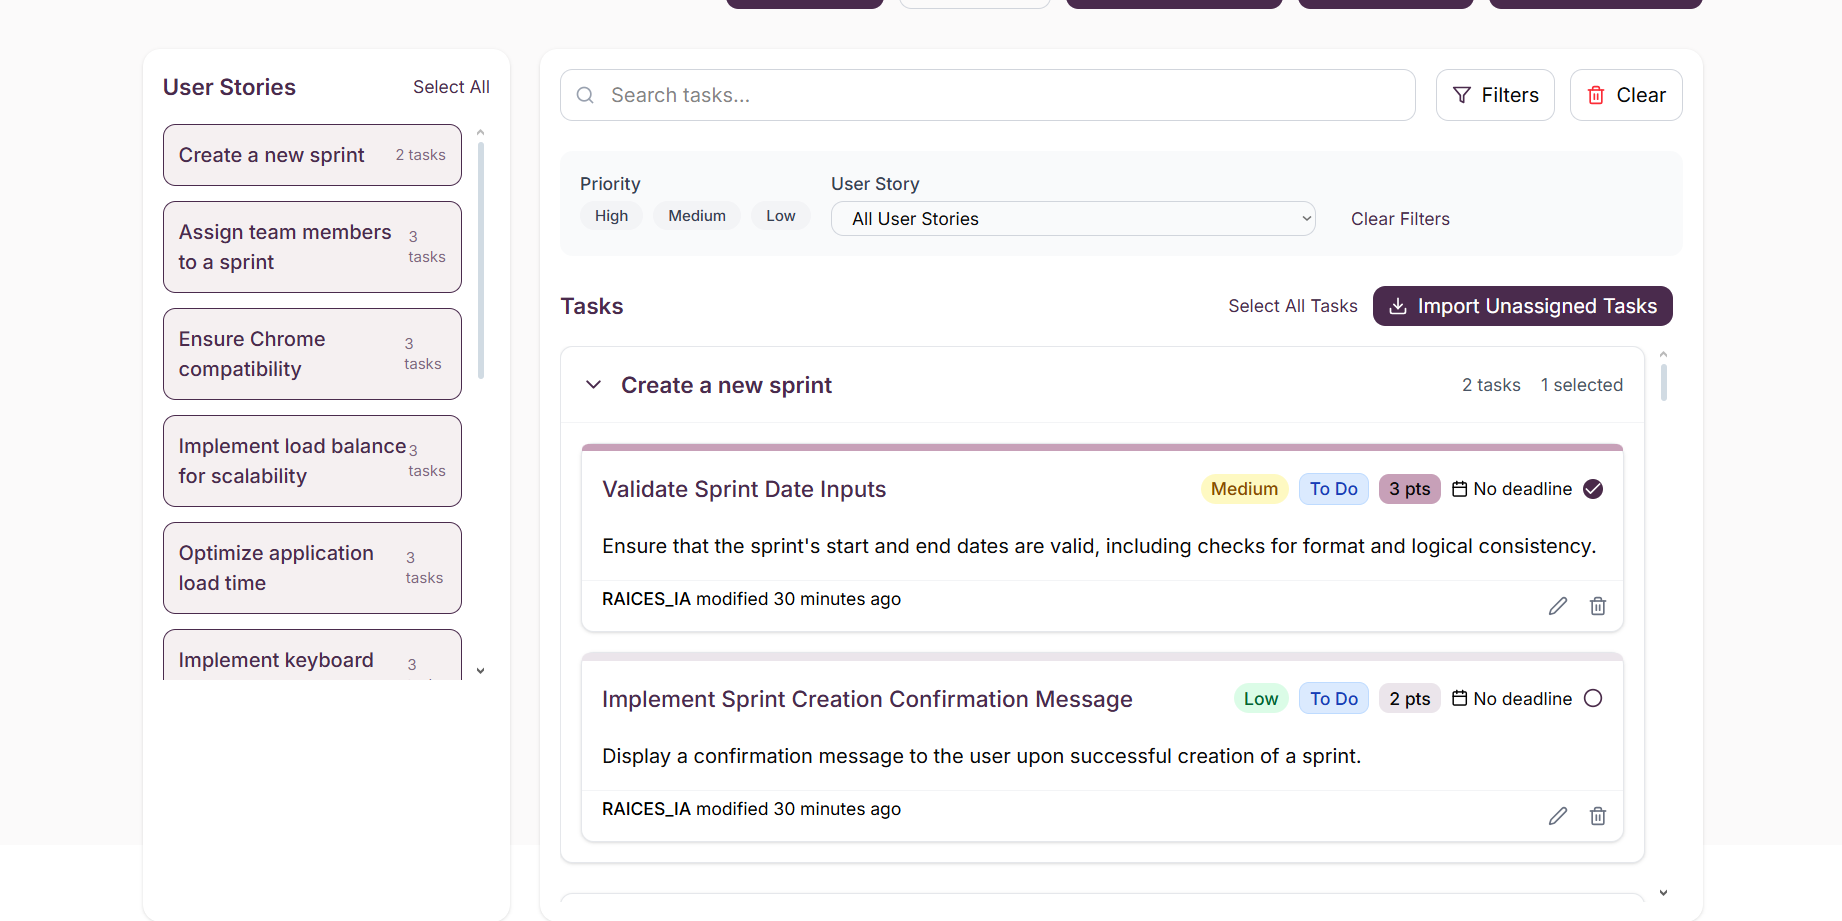 User Stories
Select All
Create a new sprint
2 tasks
Assign team members
to a sprint
3
tasks
Ensure Chrome
compatibility
3
tasks
Implement load balance
for scalability
3
tasks
Optimize application
load time
3
tasks
Implement keyboard
3
Search tasks...
Filters
Clear
Priority
High
Medium
Low
User Story
All User Stories
Clear Filters
Tasks
Select All Tasks
Import Unassigned Tasks
Create a new sprint
2 tasks
1 selected
Validate Sprint Date Inputs
Medium
To Do
3 pts
No deadline
Ensure that the sprint's start and end dates are valid, including checks for format and logical consistency.
RAICES_IA modified 30 minutes ago
Implement Sprint Creation Confirmation Message
Low
To Do
2 pts
No deadline
Display a confirmation message to the user upon successful creation of a sprint.
RAICES_IA modified 30 minutes ago